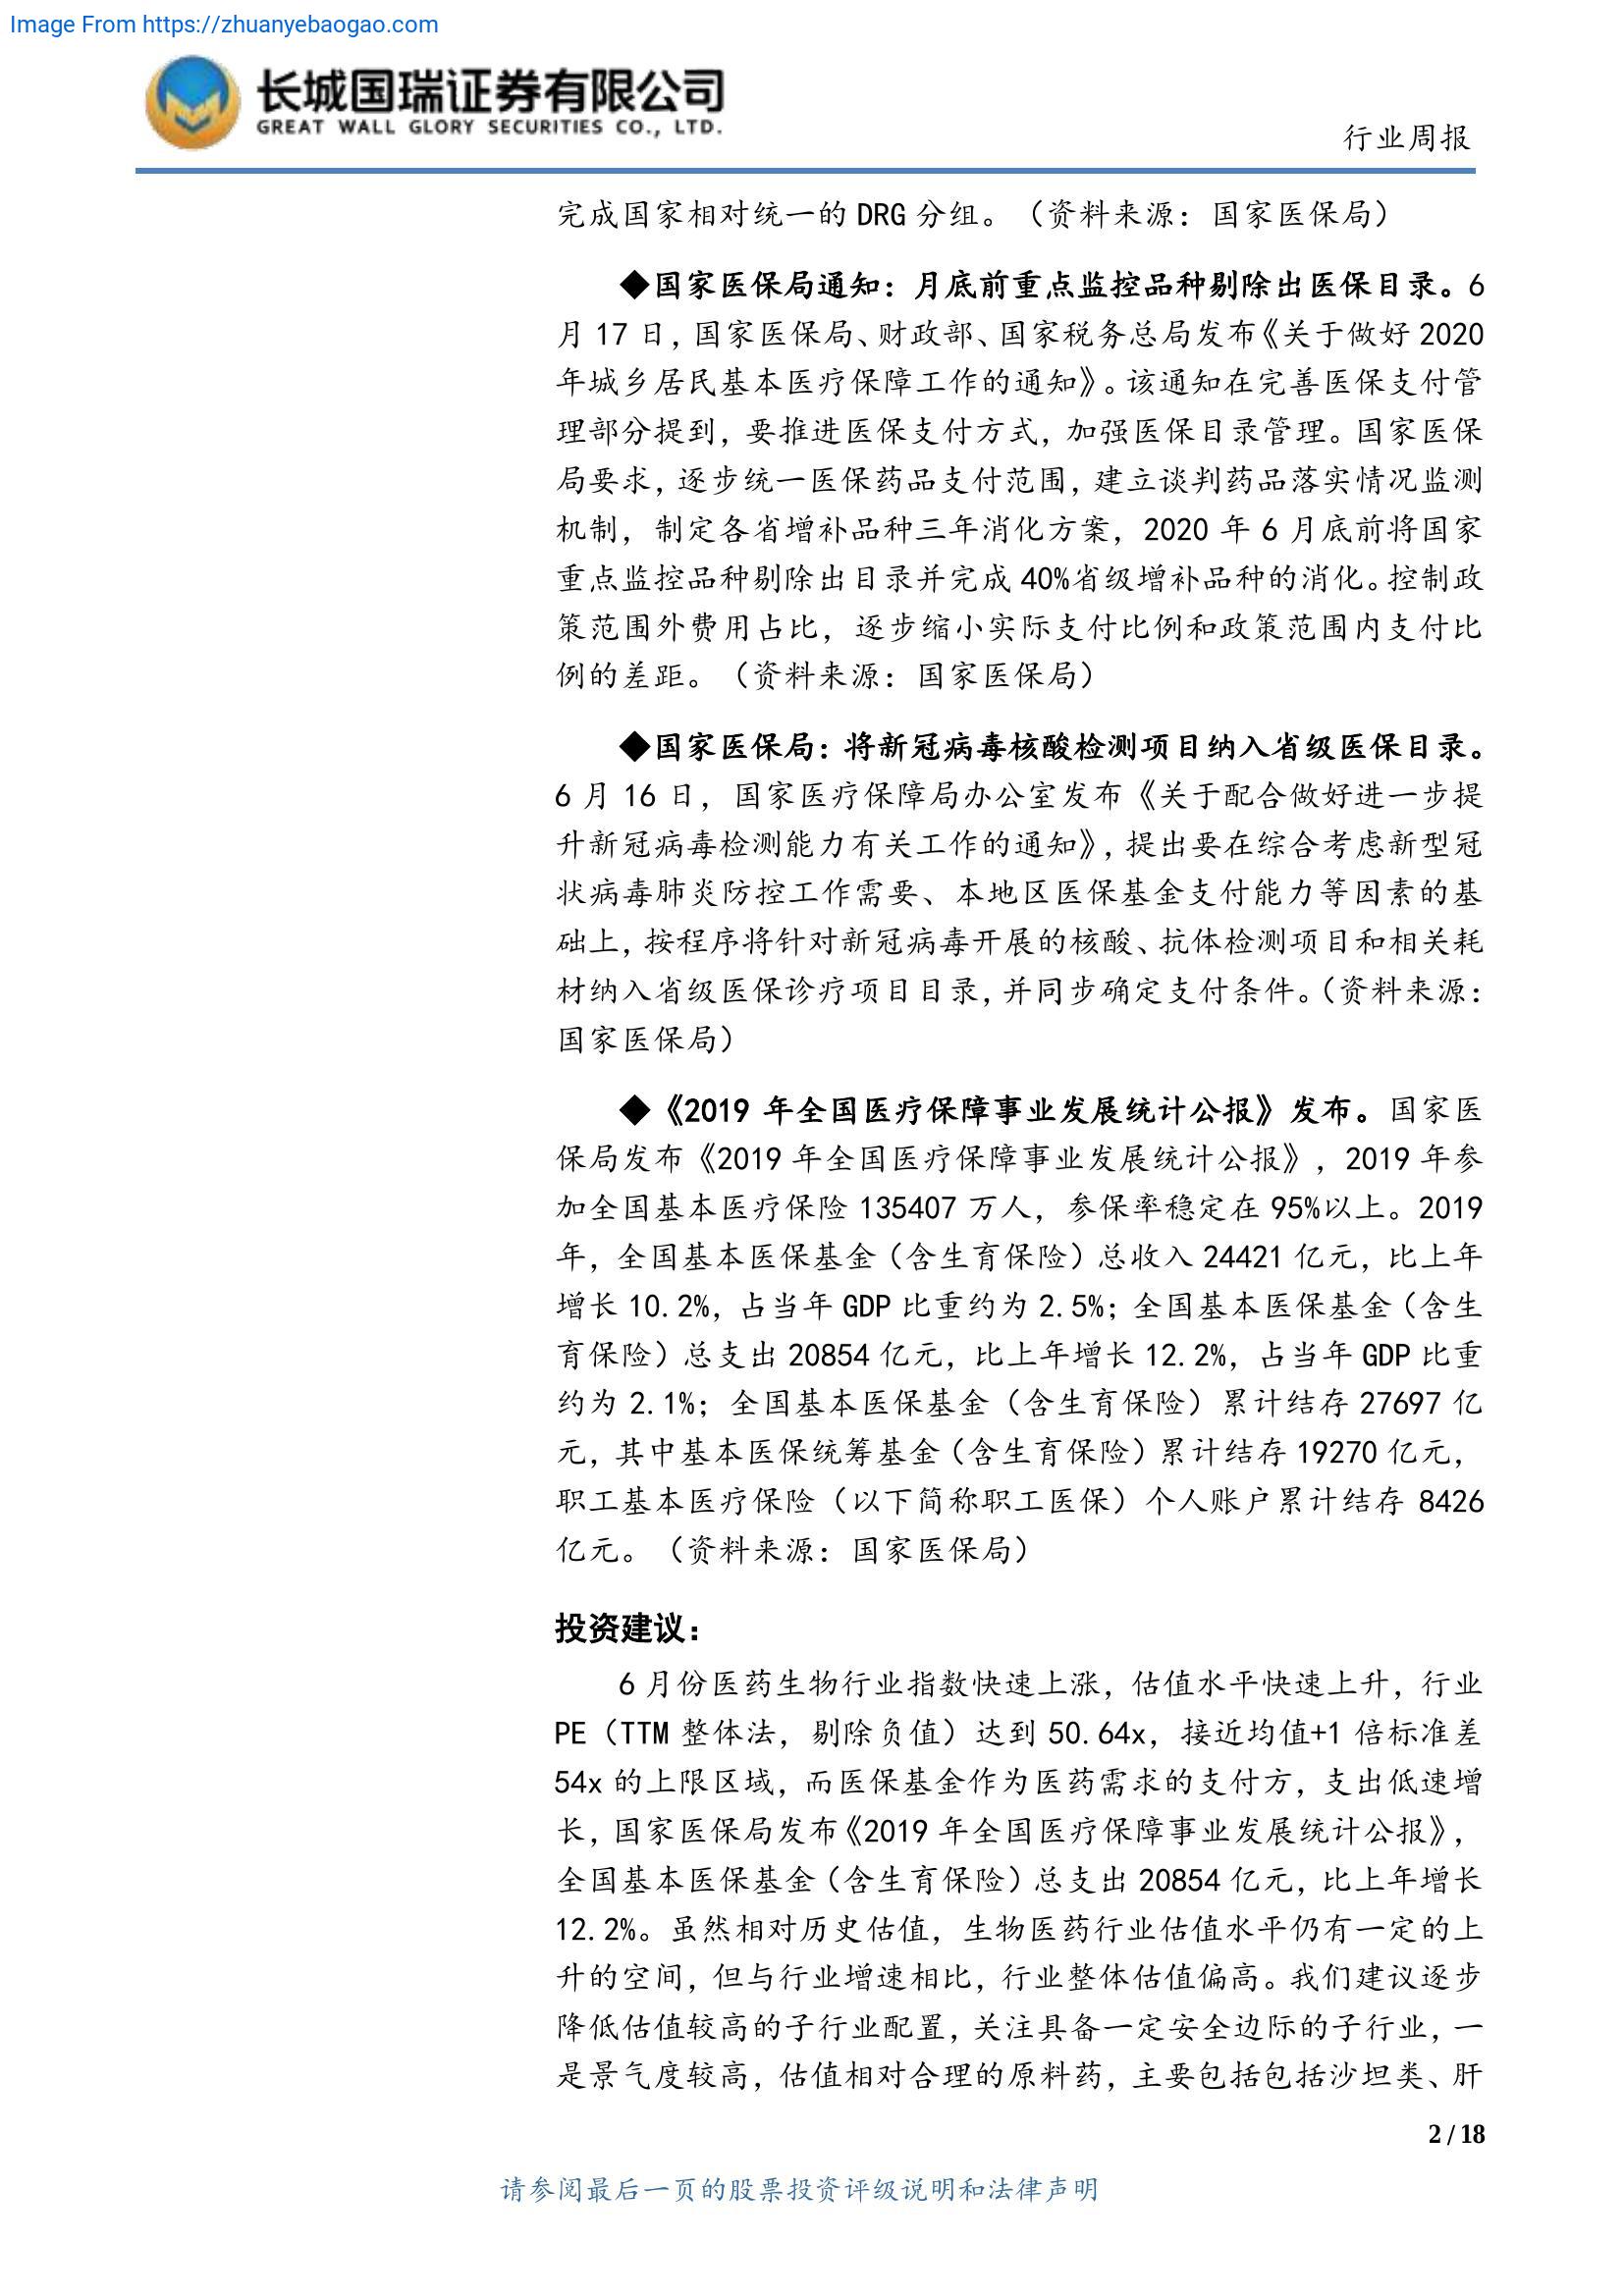 Image From https://zhuanyebaogao.com
长城国瑞证券有限公司
GREAT WALL GLORY SECURITIES CO., LTD.
行业周报
完成国家相对统一的 DRG 分组。（资料来源：国家医保局）
◆国家医保局通知：月底前重点监控品种剔除出医保目录。6
月 17 日，国家医保局、财政部、国家税务总局发布《关于做好 2020
年城乡居民基本医疗保障工作的通知》。该通知在完善医保支付管
理部分提到，要推进医保支付方式，加强医保目录管理。国家医保
局要求，逐步统一医保药品支付范围，建立谈判药品落实情况监测
机制，制定各省增补品种三年消化方案，2020 年 6 月底前将国家
重点监控品种剔除出目录并完成 40%省级增补品种的消化。控制政
策范围外费用占比，逐步缩小实际支付比例和政策范围内支付比
例的差距。（资料来源：国家医保局）
◆国家医保局：将新冠病毒核酸检测项目纳入省级医保目录。
6 月 16 日，国家医疗保障局办公室发布《关于配合做好进一步提
升新冠病毒检测能力有关工作的通知》，提出要在综合考虑新型冠
状病毒肺炎防控工作需要、本地区医保基金支付能力等因素的基
础上，按程序将针对新冠病毒开展的核酸、抗体检测项目和相关耗
材纳入省级医保诊疗项目目录，并同步确定支付条件。（资料来源：
国家医保局）
◆《2019 年全国医疗保障事业发展统计公报》发布。国家医
保局发布《2019 年全国医疗保障事业发展统计公报》，2019 年参
加全国基本医疗保险 135407 万人，参保率稳定在 95%以上。2019
年，全国基本医保基金（含生育保险）总收入 24421 亿元，比上年
增长 10.2%，占当年 GDP 比重约为 2.5%；全国基本医保基金（含生
育保险）总支出 20854 亿元，比上年增长 12.2%，占当年 GDP 比重
约为 2.1%；全国基本医保基金（含生育保险）累计结存 27697 亿
元，其中基本医保统筹基金（含生育保险）累计结存 19270 亿元，
职工基本医疗保险（以下简称职工医保）个人账户累计结存 8426
亿元。（资料来源：国家医保局）
投资建议：
6 月份医药生物行业指数快速上涨，估值水平快速上升，行业
PE（TTM 整体法，剔除负值）达到 50.64x，接近均值+1 倍标准差
54x 的上限区域，而医保基金作为医药需求的支付方，支出低速增
长，国家医保局发布《2019 年全国医疗保障事业发展统计公报》，
全国基本医保基金（含生育保险）总支出 20854 亿元，比上年增长
12.2%。虽然相对历史估值，生物医药行业估值水平仍有一定的上
升的空间，但与行业增速相比，行业整体估值偏高。我们建议逐步
降低估值较高的子行业配置，关注具备一定安全边际的子行业，一
是景气度较高，估值相对合理的原料药，主要包括包括沙坦类、肝
2 / 18
请参阅最后一页的股票投资评级说明和法律声明